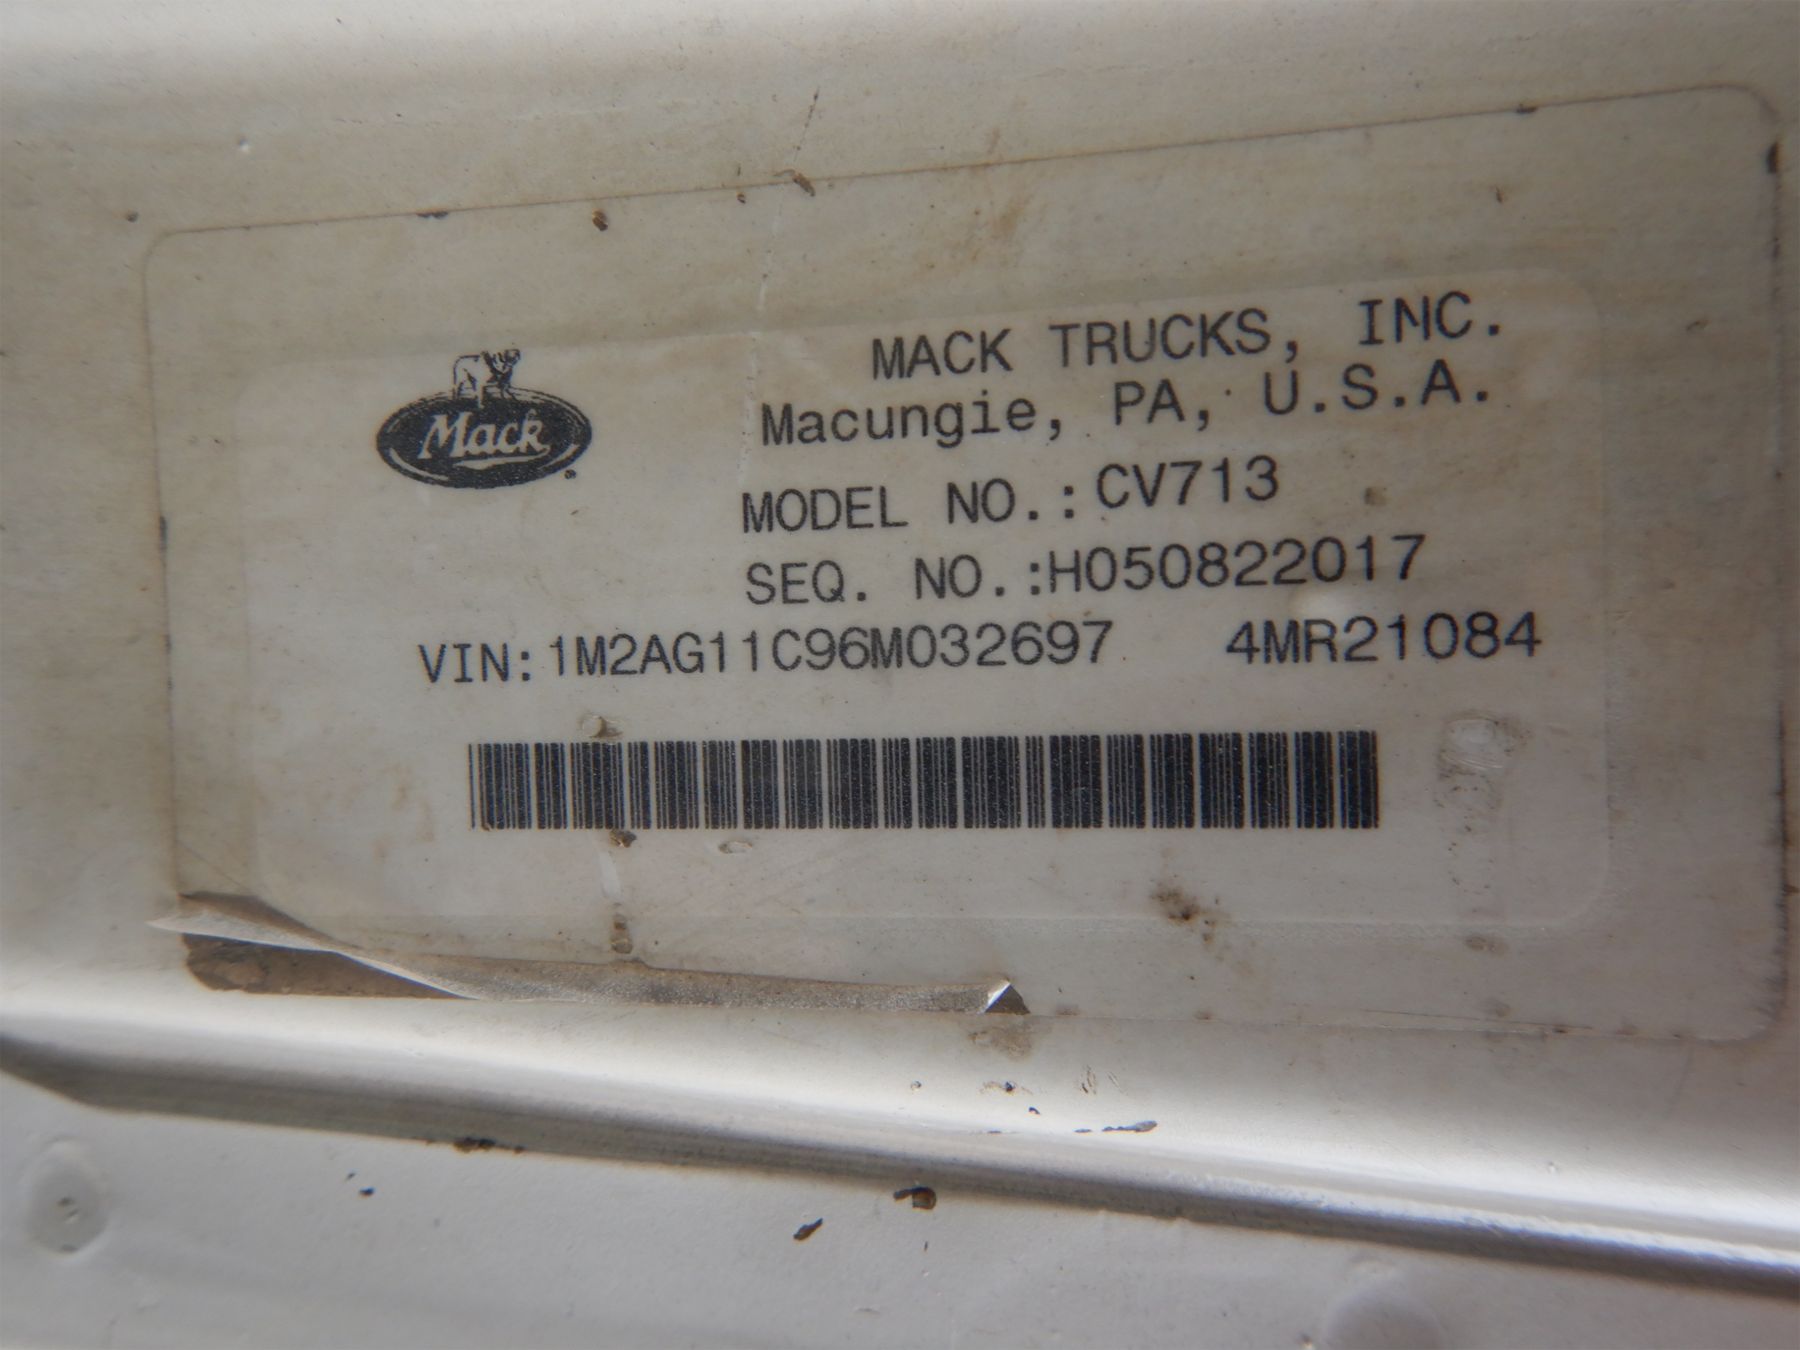 Mack
MACK TRUCKS, INC.
Macungie, PA, U.S.A.
MODEL NO.: CV713
SEQ. NO.:H050822017
VIN:1M2AG11C96M032697 4MR21084